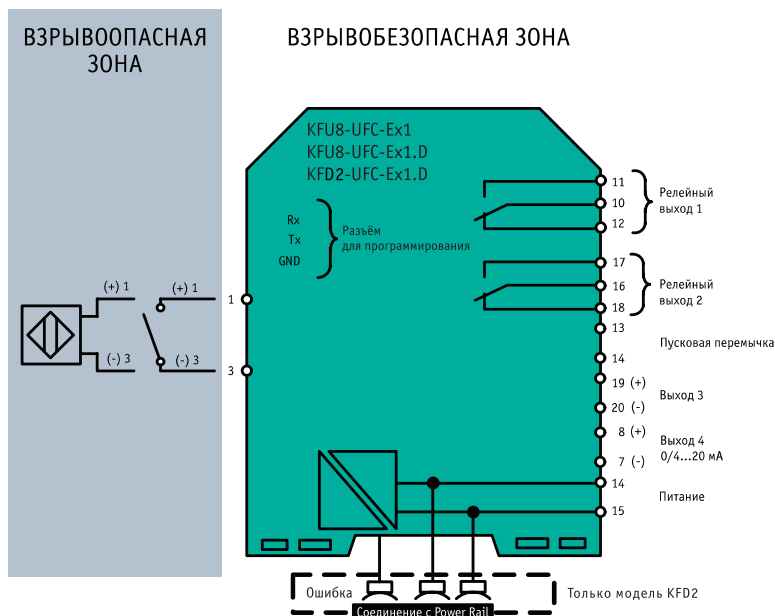 ВЗРЫВООПАСНАЯ
ЗОНА
ВЗРЫВОБЕЗОПАСНАЯ ЗОНА
KFU8-UFC-Ex1
KFU8-UFC-Ex1.D
KFD2-UFC-Ex1.D
Rx
Tx
GND
Разъём
для программирования
11
10
12
Релейный
выход 1
17
16
18
Релейный
выход 2
13
14
Пусковая перемычка
19 (+)
20 (-)
Выход 3
8 (+)
7 (-)
Выход 4
0/4...20 мА
14
15
Питание
(+) 1
(+) 1
1
(-) 3
(-) 3
3
Ошибка
Соединение с Power Rail
Только модель KFD2